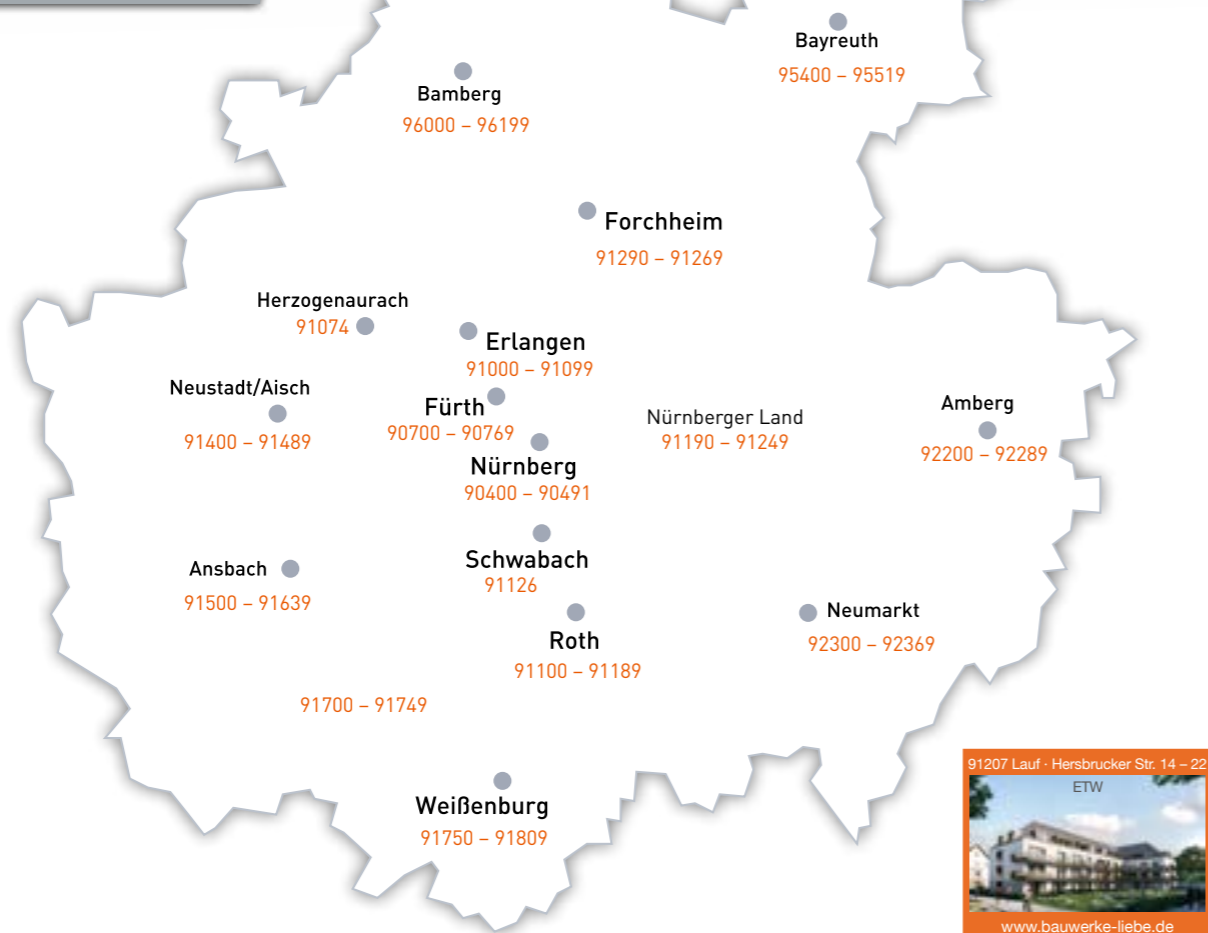 Bayreuth
95400 – 95519
Bamberg
96000 – 96199
Forchheim
91290 – 91269
Herzogenaurach
91074
Erlangen
91000 – 91099
Neustadt/Aisch
91400 – 91489
Fürth
90700 – 90769
Nürnberger Land
91190 – 91249
Amberg
92200 – 92289
Nürnberg
90400 – 90491
Schwabach
91126
Ansbach
91500 – 91639
Roth
91100 – 91189
Neumarkt
92300 – 92369
91700 – 91749
Weißenburg
91750 – 91809
91207 Lauf · Hersbrucker Str. 14 – 22
ETW
www.bauwerke-liebe.de